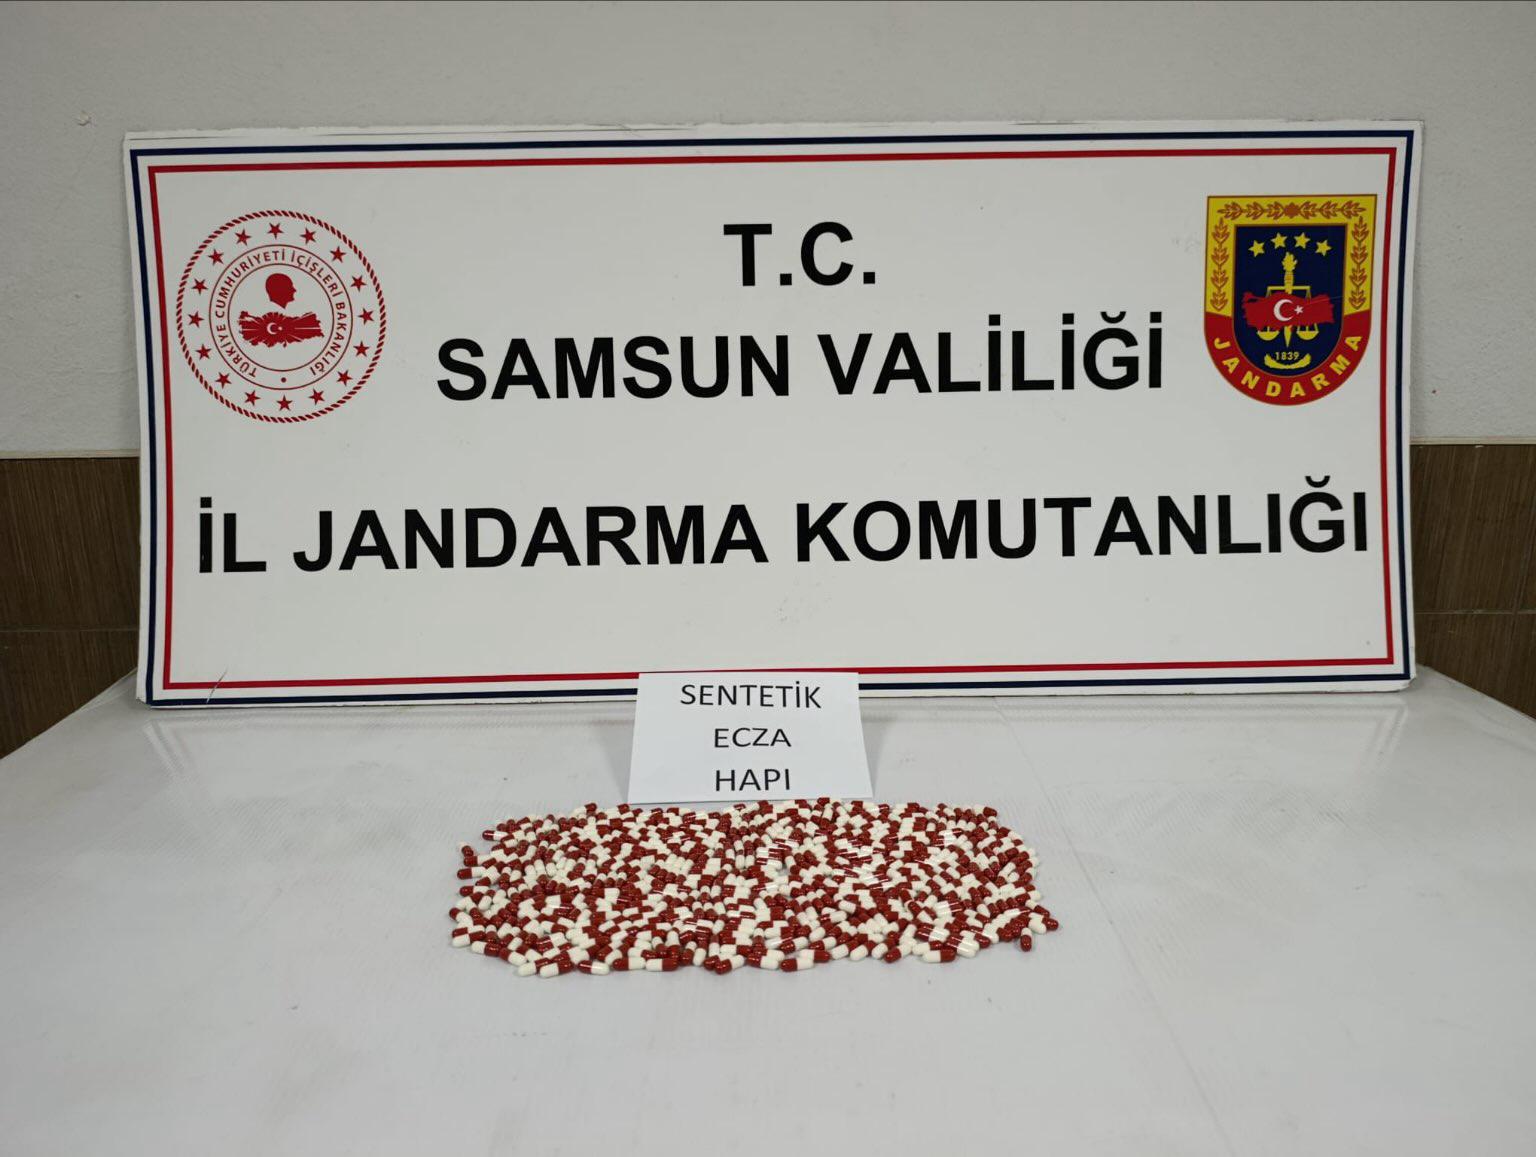 T.C.
SAMSUN VALİLİĞİ
İL JANDARMA KOMUTANLIĞI
TÜRKİYE CUMHURİYETİ İÇİŞLERİ BAKANLIĞI
1839
JANDARMA
SENTETİK
ECZA
HAPI